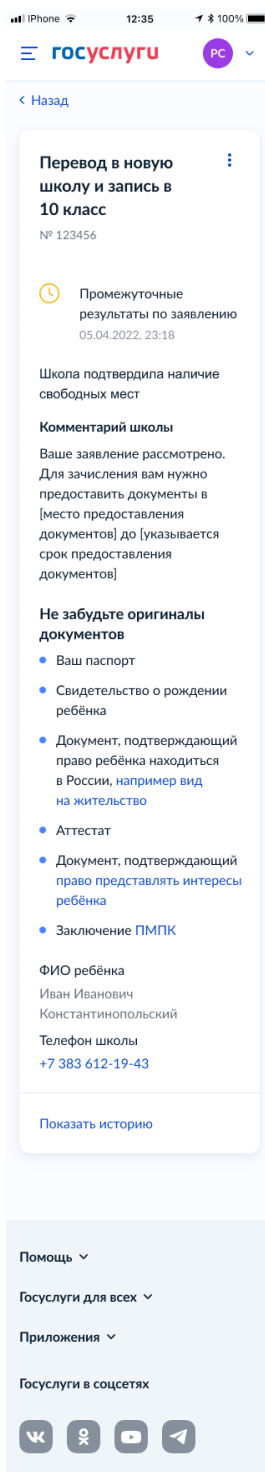 iPhone 12:35 100%
госуслуги РС
Назад
Перевод в новую
школу и запись в
10 класс
№ 123456
Промежуточные
результаты по заявлению
05.04.2022, 23:18
Школа подтвердила наличие
свободных мест
Комментарий школы
Ваше заявление рассмотрено.
Для зачисления вам нужно
предоставить документы в
[место предоставления
документов] до [указывается
срок предоставления
документов]
Не забудьте оригиналы
документов
Ваш паспорт
Свидетельство о рождении
ребёнка
Документ, подтверждающий
право ребёнка находиться
в России, например вид
на жительство
Аттестат
Документ, подтверждающий
право представлять интересы
ребёнка
Заключение ПМПК
ФИО ребёнка
Иван Иванович
Константинопольский
Телефон школы
+7 383 612-19-43
Показать историю
Помощь
Госуслуги для всех
Приложения
Госуслуги в соцсетях